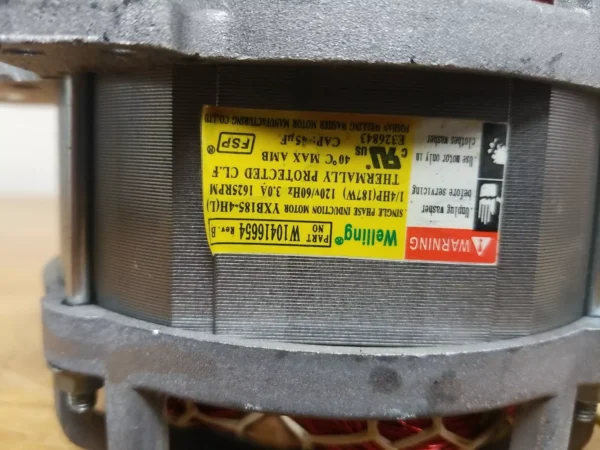 Welling® PART NO W10416654 Rev. B
SINGLE PHASE INDUCTION MOTOR YXB185-4H(L)
1/4HP(187W) 120v/60Hz 3.0A 1625RPM
THERMALLY PROTECTED CL.F
c UR US 40°C MAX AMB FSP®
E326843 CAP:45μF
FOSHAN WELLING WASHER MOTOR MANUFACTURING CO.,LTD
WARNING
.Unplug washer
before servicing
.Use motor only in
clothes washer